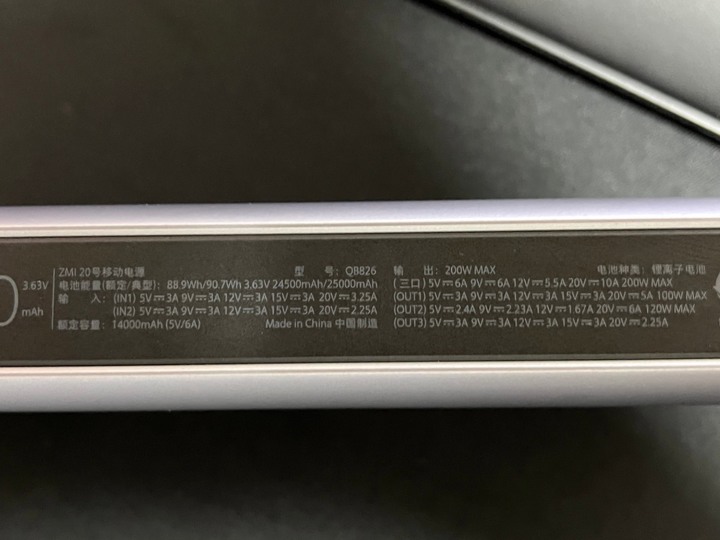 3.63V
mAh
ZMI 20号移动电源 型 号: QB826
电池能量(额定/典型): 88.9Wh/90.7Wh 3.63V 24500mAh/25000mAh
输 入: (IN1) 5V⎓3A 9V⎓3A 12V⎓3A 15V⎓3A 20V⎓3.25A
(IN2) 5V⎓3A 9V⎓3A 12V⎓3A 15V⎓3A 20V⎓2.25A
额定容量: 14000mAh (5V/6A) Made in China 中国制造
输 出: 200W MAX 电池种类: 锂离子电池
(三口) 5V⎓6A 9V⎓6A 12V⎓5.5A 20V⎓10A 200W MAX
(OUT1) 5V⎓3A 9V⎓3A 12V⎓3A 15V⎓3A 20V⎓5A 100W MAX
(OUT2) 5V⎓2.4A 9V⎓2.23A 12V⎓1.67A 20V⎓6A 120W MAX
(OUT3) 5V⎓3A 9V⎓3A 12V⎓3A 15V⎓3A 20V⎓2.25A